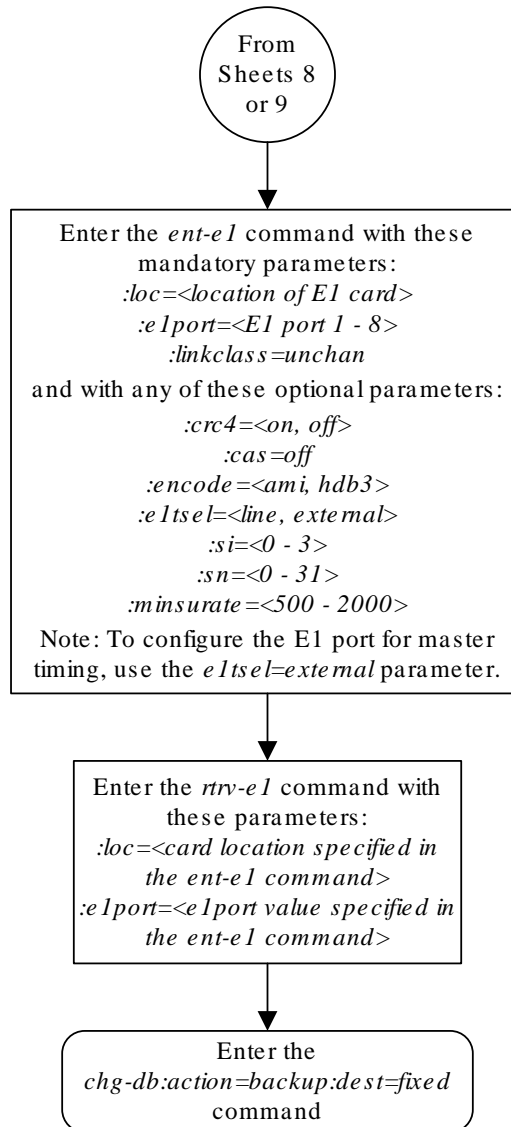 From
Sheets 8
or 9
Enter the ent-e1 command with these
mandatory parameters:
:loc=<location of E1 card>
:e1port=<E1 port 1 - 8>
:linkclass=unchan
and with any of these optional parameters:
:crc4=<on, off>
:cas=off
:encode=<ami, hdb3>
:e1tsel=<line, external>
:si=<0 - 3>
:sn=<0 - 31>
:minsurate=<500 - 2000>
Note: To configure the E1 port for master
timing, use the e1tsel=external parameter.
Enter the rtrv-e1 command with
these parameters:
:loc=<card location specified in
the ent-e1 command>
:e1port=<e1port value specified in
the ent-e1 command>
Enter the
chg-db:action=backup:dest=fixed
command